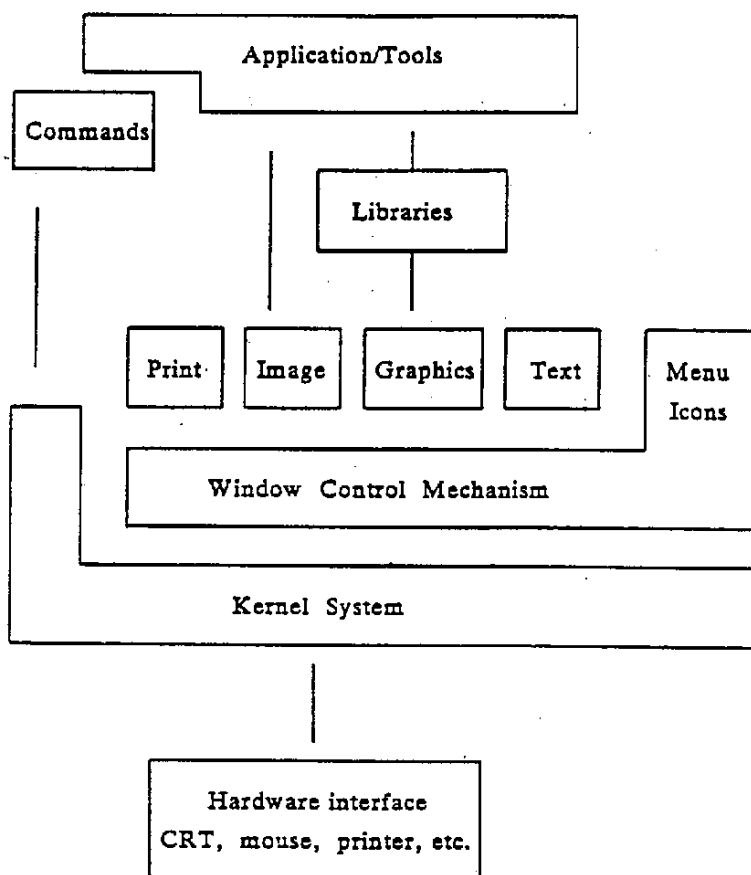 Application/Tools
Commands
Libraries
Print
Image
Graphics
Text
Menu
Icons
Window Control Mechanism
Kernel System
Hardware interface
CRT, mouse, printer, etc.